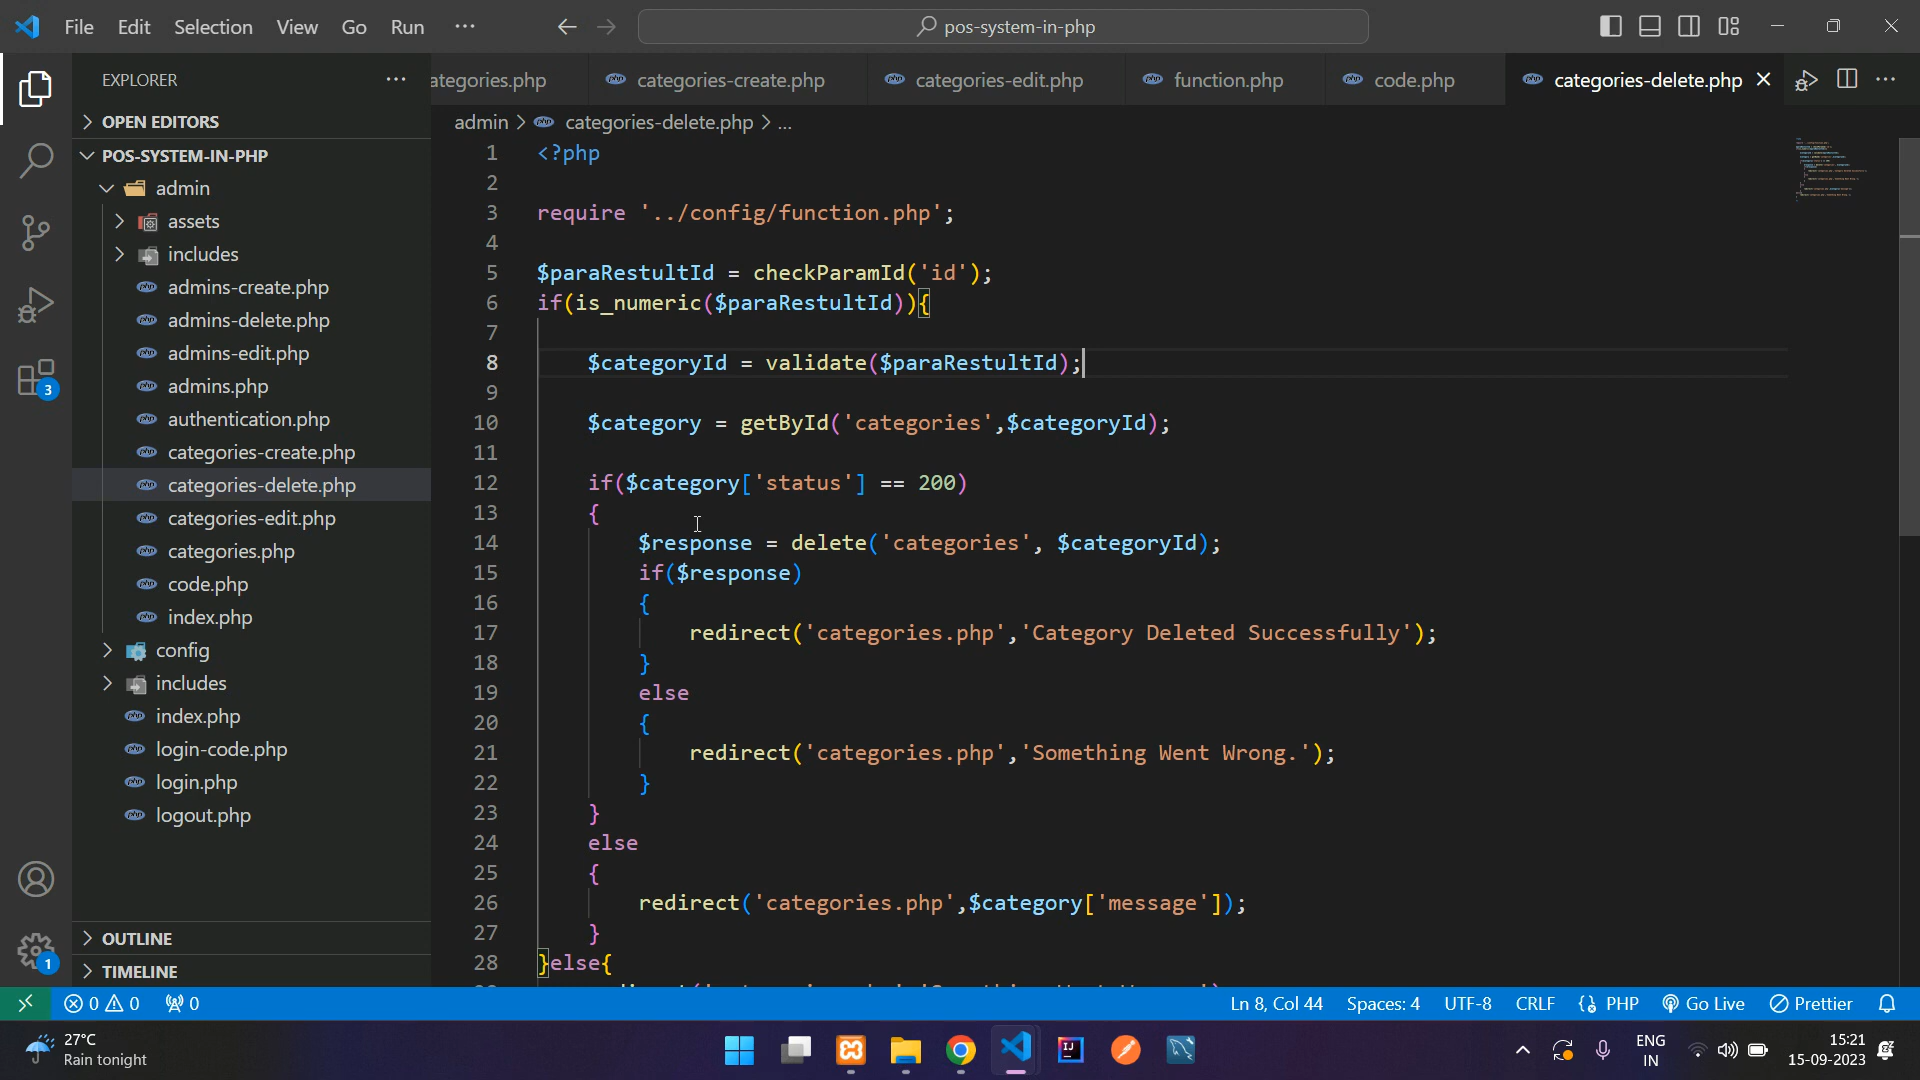 File Edit Selection View Go Run ···
pos-system-in-php
EXPLORER ···
ategories.php categories-create.php categories-edit.php function.php code.php categories-delete.php
OPEN EDITORS
POS-SYSTEM-IN-PHP
admin
assets
includes
admins-create.php
admins-delete.php
admins-edit.php
admins.php
authentication.php
categories-create.php
categories-delete.php
categories-edit.php
categories.php
code.php
index.php
config
includes
index.php
login-code.php
login.php
logout.php
OUTLINE
TIMELINE
3
1
admin > categories-delete.php > ...
1 <?php
2
3 require '../config/function.php';
4
5 $paraRestultId = checkParamId('id');
6 if(is_numeric($paraRestultId)){
7
8 $categoryId = validate($paraRestultId);
9
10 $category = getById('categories',$categoryId);
11
12 if($category['status'] == 200)
13 {
14 $response = delete('categories', $categoryId);
15 if($response)
16 {
17 redirect('categories.php','Category Deleted Successfully');
18 }
19 else
20 {
21 redirect('categories.php','Something Went Wrong.');
22 }
23 }
24 else
25 {
26 redirect('categories.php',$category['message']);
27 }
28 }else{
0 0 0 Ln 8, Col 44 Spaces: 4 UTF-8 CRLF PHP Go Live Prettier
27°C
Rain tonight
ENG
IN
15:21
15-09-2023